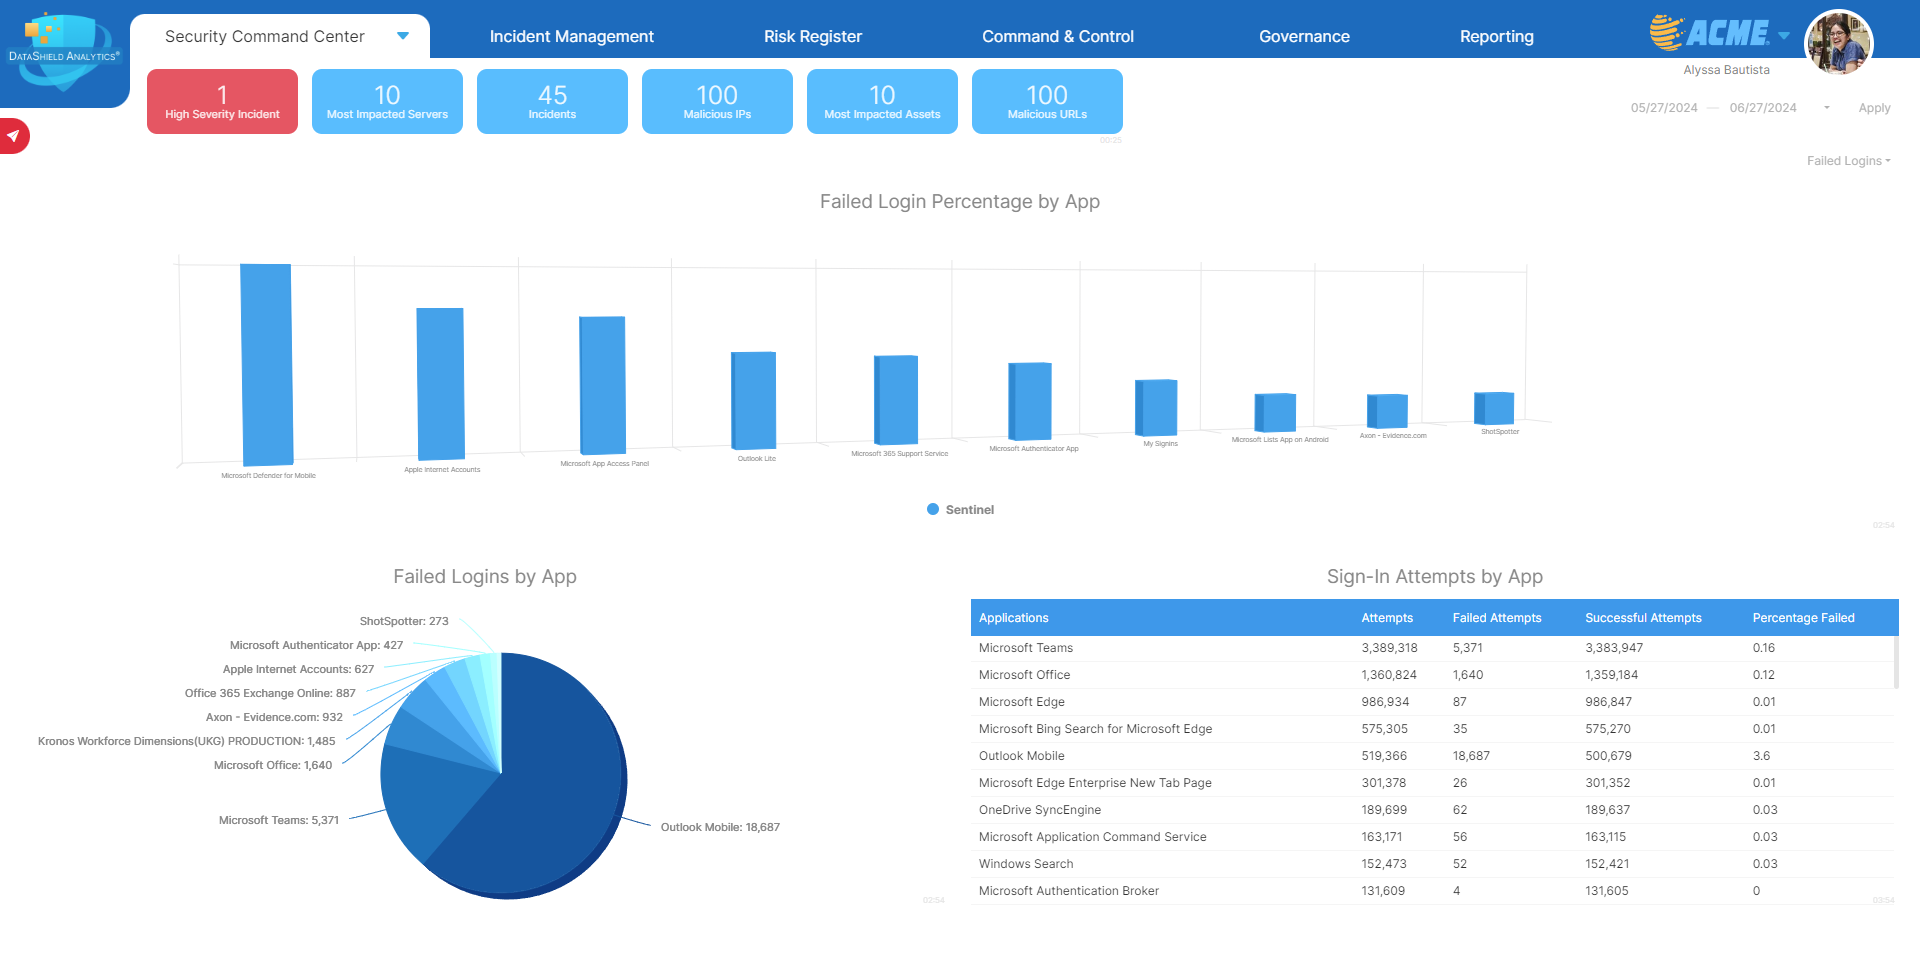 DATASHIELD ANALYTICS®
Security Command Center
Incident Management
Risk Register
Command & Control
Governance
Reporting
ACME
Alyssa Bautista
1
High Severity Incident
10
Most Impacted Servers
45
Incidents
100
Malicious IPs
10
Most Impacted Assets
100
Malicious URLs
00:25
05/27/2024 — 06/27/2024
Apply
Failed Logins
Failed Login Percentage by App
Microsoft Defender for Mobile
Apple Internet Accounts
Microsoft App Access Panel
Outlook Lite
Microsoft 365 Support Service
Microsoft Authenticator App
My Signins
Microsoft Lists App on Android
Axon - Evidence.com
ShotSpotter
Sentinel
03:54
Failed Logins by App
ShotSpotter: 273
Microsoft Authenticator App: 427
Apple Internet Accounts: 627
Office 365 Exchange Online: 887
Axon - Evidence.com: 932
Kronos Workforce Dimensions(UKG) PRODUCTION: 1,485
Microsoft Office: 1,640
Microsoft Teams: 5,371
Outlook Mobile: 18,687
02:54
Sign-In Attempts by App
Applications Attempts Failed Attempts Successful Attempts Percentage Failed
Microsoft Teams 3,389,318 5,371 3,383,947 0.16
Microsoft Office 1,360,824 1,640 1,359,184 0.12
Microsoft Edge 986,934 87 986,847 0.01
Microsoft Bing Search for Microsoft Edge 575,305 35 575,270 0.01
Outlook Mobile 519,366 18,687 500,679 3.6
Microsoft Edge Enterprise New Tab Page 301,378 26 301,352 0.01
OneDrive SyncEngine 189,699 62 189,637 0.03
Microsoft Application Command Service 163,171 56 163,115 0.03
Windows Search 152,473 52 152,421 0.03
Microsoft Authentication Broker 131,609 4 131,605 0
03:54